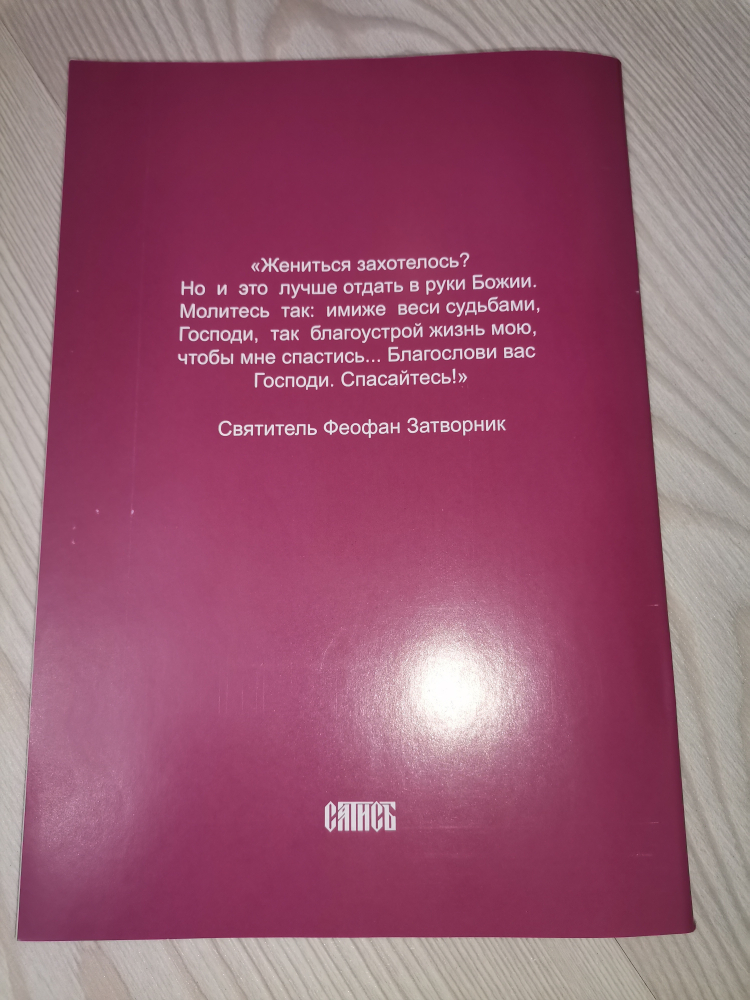 «Жениться захотелось?
Но и это лучше отдать в руки Божии.
Молитесь так: имиже веси судьбами,
Господи, так благоустрой жизнь мою,
чтобы мне спастись... Благослови вас
Господи. Спасайтесь!»
Святитель Феофан Затворник
САТИСЪ